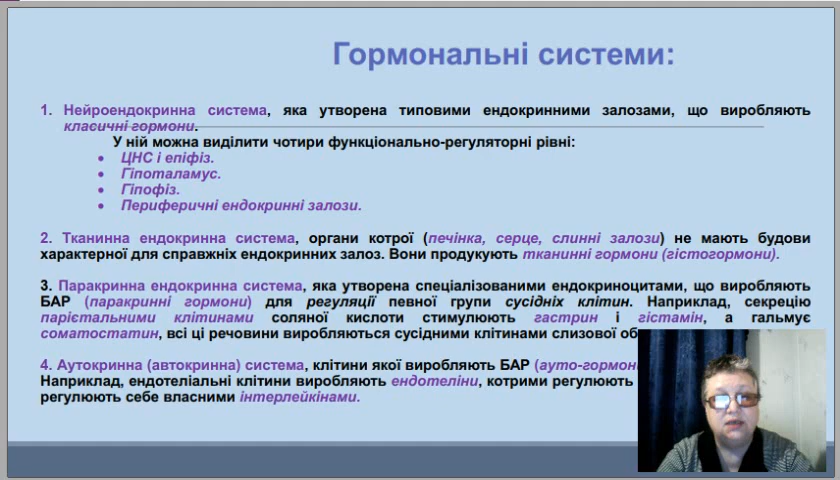 Гормональні системи:
1. Нейроендокринна система, яка утворена типовими ендокринними залозами, що виробляють
класичні гормони.
У ній можна виділити чотири функціонально-регуляторні рівні:
• ЦНС і епіфіз.
• Гіпоталамус.
• Гіпофіз.
• Периферичні ендокринні залози.
2. Тканинна ендокринна система, органи котрої (печінка, серце, слинні залози) не мають будови
характерної для справжніх ендокринних залоз. Вони продукують тканинні гормони (гістогормони).
3. Паракринна ендокринна система, яка утворена спеціалізованими ендокриноцитами, що виробляють
БАР (паракринні гормони) для регуляції певної групи сусідніх клітин. Наприклад, секрецію
парієтальними клітинами соляної кислоти стимулюють гастрин і гістамін, а гальмує
соматостатин, всі ці речовини виробляються сусідними клітинами слизової
4. Аутокринна (автокринна) система, клітини якої виробляють БАР
Наприклад, ендотеліальні клітини виробляють ендотеліни, котрими регулюють
регулюють себе власними інтерлейкінами.